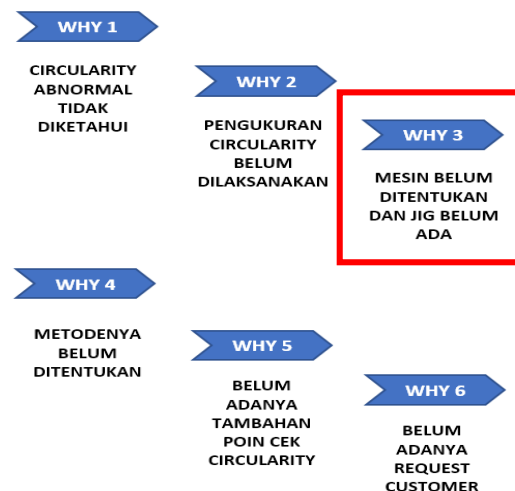 WHY 1
CIRCULARITY
ABNORMAL
TIDAK
DIKETAHUI
WHY 2
PENGUKURAN
CIRCULARITY
BELUM
DILAKSANAKAN
WHY 3
MESIN BELUM
DITENTUKAN
DAN JIG BELUM
ADA
WHY 4
METODENYA
BELUM
DITENTUKAN
WHY 5
BELUM
ADANYA
TAMBAHAN
POIN CEK
CIRCULARITY
WHY 6
BELUM
ADANYA
REQUEST
CUSTOMER